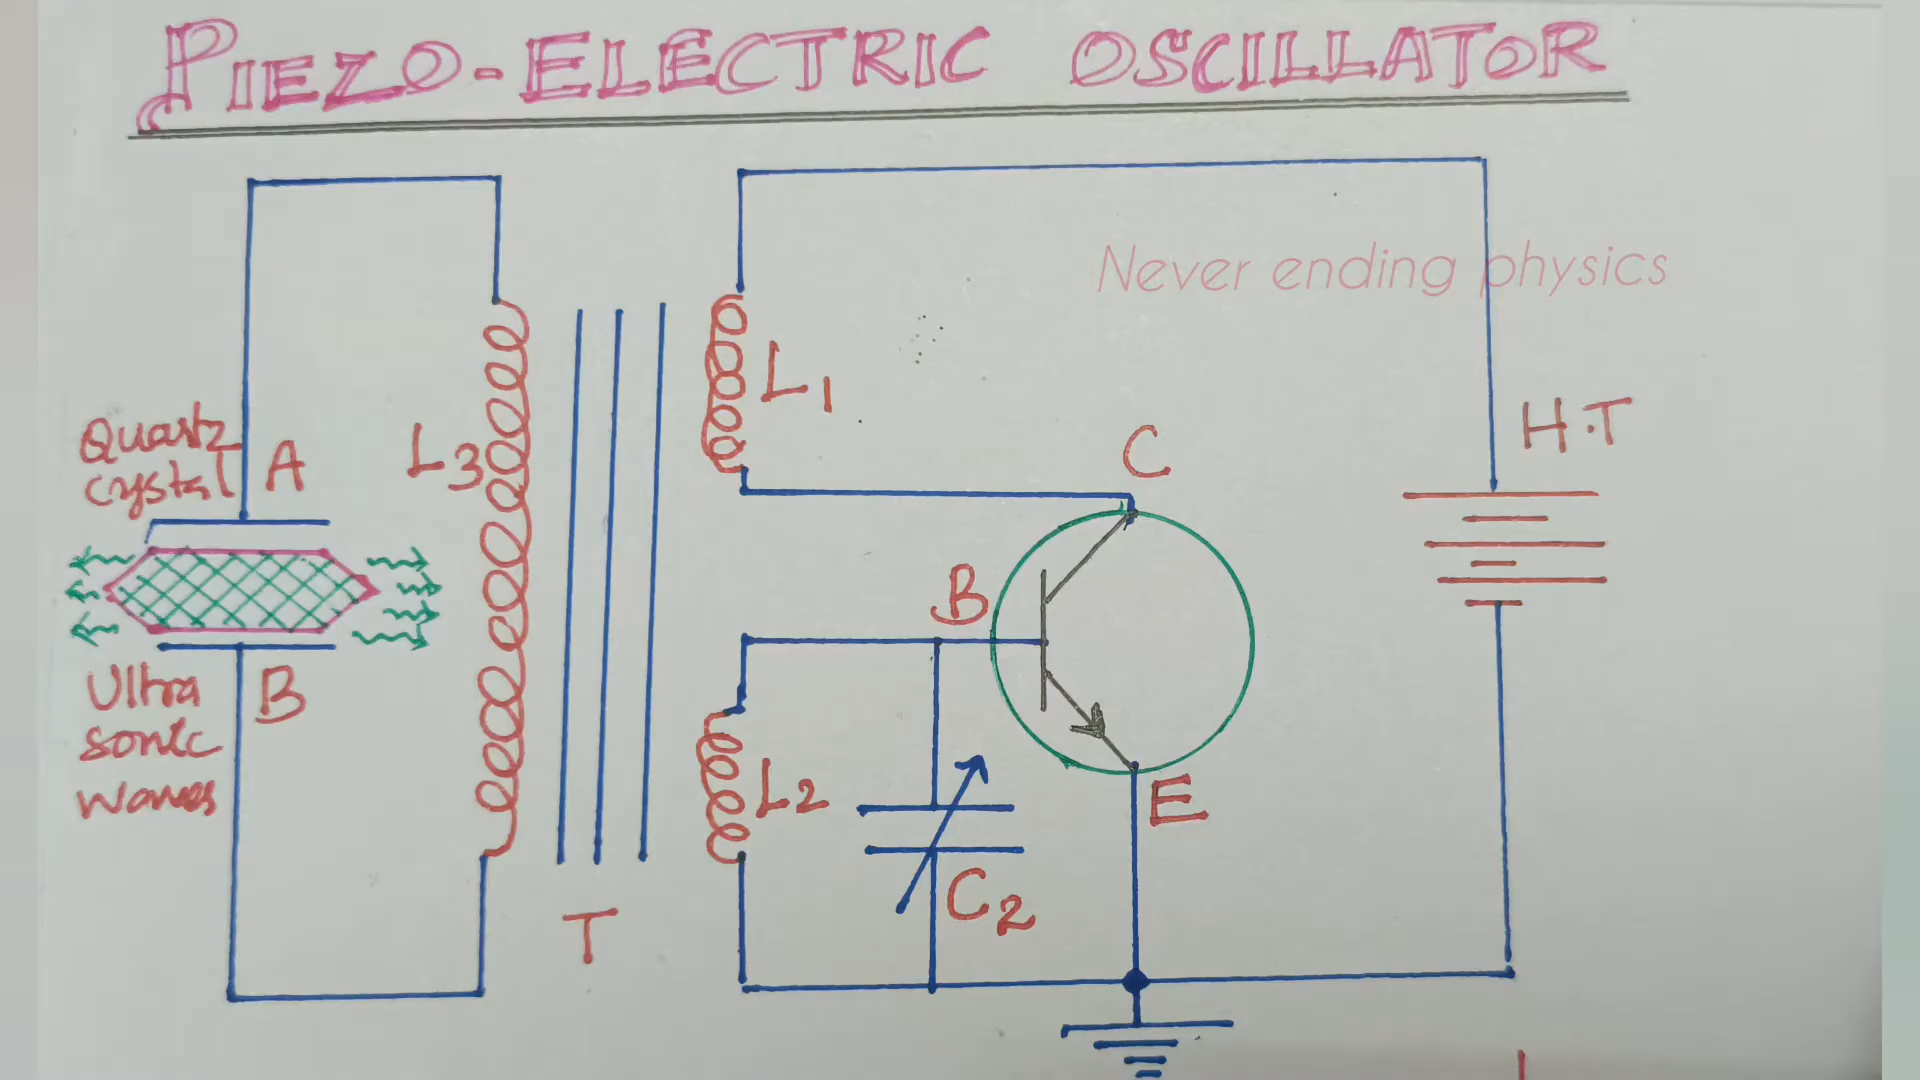 PIEZO-ELECTRIC OSCILLATOR
Never ending physics
Quartz
crystal
A
L3
L1
C
H.T
B
B
Ultra
sonic
waves
L2
E
C2
T